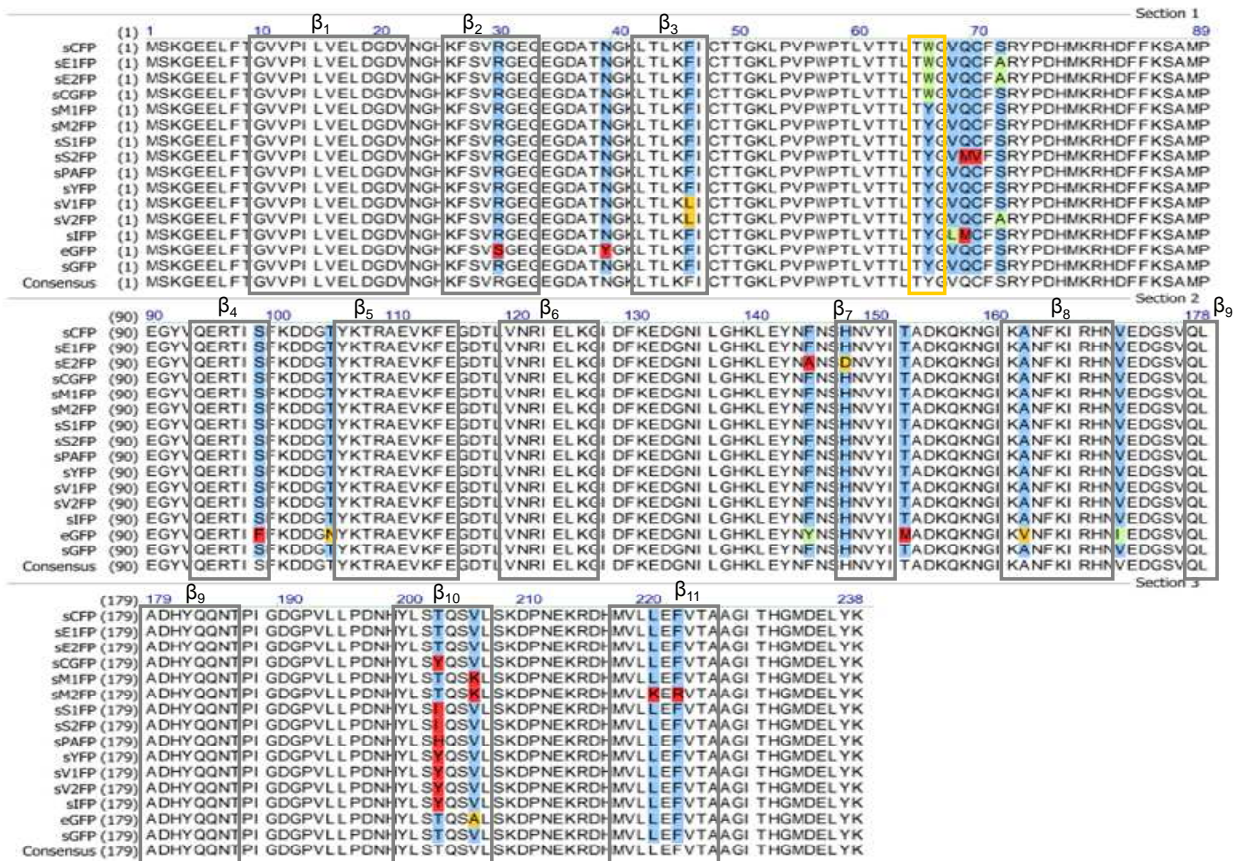 β1 β2 β3 Section 1
(1) 1 10 20 30 40 50 60 70 89
sCFP (1) MSKGEELFTGVVPILVELDGDVNGHKFSVRGEGEGDATNGKLTLKFICTTGKLPVPWPTLVTTLTWGVQCFSRYPDHMKRHDFFKSAMP
sE1FP (1) MSKGEELFTGVVPILVELDGDVNGHKFSVRGEGEGDATNGKLTLKFICTTGKLPVPWPTLVTTLTWGVQCFARYPDHMKRHDFFKSAMP
sE2FP (1) MSKGEELFTGVVPILVELDGDVNGHKFSVRGEGEGDATNGKLTLKFICTTGKLPVPWPTLVTTLTWGVQCFARYPDHMKRHDFFKSAMP
sCGFP (1) MSKGEELFTGVVPILVELDGDVNGHKFSVRGEGEGDATNGKLTLKFICTTGKLPVPWPTLVTTLTWGVQCFSRYPDHMKRHDFFKSAMP
sM1FP (1) MSKGEELFTGVVPILVELDGDVNGHKFSVRGEGEGDATNGKLTLKFICTTGKLPVPWPTLVTTLTYGVQCFSRYPDHMKRHDFFKSAMP
sM2FP (1) MSKGEELFTGVVPILVELDGDVNGHKFSVRGEGEGDATNGKLTLKFICTTGKLPVPWPTLVTTLTYGVQCFSRYPDHMKRHDFFKSAMP
sS1FP (1) MSKGEELFTGVVPILVELDGDVNGHKFSVRGEGEGDATNGKLTLKFICTTGKLPVPWPTLVTTLTYGVQCFSRYPDHMKRHDFFKSAMP
sS2FP (1) MSKGEELFTGVVPILVELDGDVNGHKFSVRGEGEGDATNGKLTLKFICTTGKLPVPWPTLVTTLTYGVMVFSRYPDHMKRHDFFKSAMP
sPAFP (1) MSKGEELFTGVVPILVELDGDVNGHKFSVRGEGEGDATNGKLTLKFICTTGKLPVPWPTLVTTLTYGVQCFSRYPDHMKRHDFFKSAMP
sYFP (1) MSKGEELFTGVVPILVELDGDVNGHKFSVRGEGEGDATNGKLTLKFICTTGKLPVPWPTLVTTLTYGVQCFSRYPDHMKRHDFFKSAMP
sV1FP (1) MSKGEELFTGVVPILVELDGDVNGHKFSVRGEGEGDATNGKLTLKLICTTGKLPVPWPTLVTTLTYGVQCFSRYPDHMKRHDFFKSAMP
sV2FP (1) MSKGEELFTGVVPILVELDGDVNGHKFSVRGEGEGDATNGKLTLKLICTTGKLPVPWPTLVTTLTYGVQCFARYPDHMKRHDFFKSAMP
sIFP (1) MSKGEELFTGVVPILVELDGDVNGHKFSVRGEGEGDATNGKLTLKFICTTGKLPVPWPTLVTTLTYGLMCFSRYPDHMKRHDFFKSAMP
eGFP (1) MSKGEELFTGVVPILVELDGDVNGHKFSVSGEGEGDATYGKLTLKFICTTGKLPVPWPTLVTTLTYGVQCFSRYPDHMKRHDFFKSAMP
sGFP (1) MSKGEELFTGVVPILVELDGDVNGHKFSVRGEGEGDATNGKLTLKFICTTGKLPVPWPTLVTTLTYGVQCFSRYPDHMKRHDFFKSAMP
Consensus (1) MSKGEELFTGVVPILVELDGDVNGHKFSVRGEGEGDATNGKLTLKFICTTGKLPVPWPTLVTTLTYGVQCFSRYPDHMKRHDFFKSAMP
β4 β5 β6 β7 β8 Section 2 β9
(90) 90 100 110 120 130 140 150 160 178
sCFP (90) EGYVQERTISFKDDGTYKTRAEVKFEGDTLVNRIELKGIDFKEDGNILGHKLEYNFNSHNVYITADKQKNGIKANFKIRHNVEDGSVQL
sE1FP (90) EGYVQERTISFKDDGTYKTRAEVKFEGDTLVNRIELKGIDFKEDGNILGHKLEYNFNSHNVYITADKQKNGIKANFKIRHNVEDGSVQL
sE2FP (90) EGYVQERTISFKDDGTYKTRAEVKFEGDTLVNRIELKGIDFKEDGNILGHKLEYNANSDNVYITADKQKNGIKANFKIRHNVEDGSVQL
sCGFP (90) EGYVQERTISFKDDGTYKTRAEVKFEGDTLVNRIELKGIDFKEDGNILGHKLEYNFNSHNVYITADKQKNGIKANFKIRHNVEDGSVQL
sM1FP (90) EGYVQERTISFKDDGTYKTRAEVKFEGDTLVNRIELKGIDFKEDGNILGHKLEYNFNSHNVYITADKQKNGIKANFKIRHNVEDGSVQL
sM2FP (90) EGYVQERTISFKDDGTYKTRAEVKFEGDTLVNRIELKGIDFKEDGNILGHKLEYNFNSHNVYITADKQKNGIKANFKIRHNVEDGSVQL
sS1FP (90) EGYVQERTISFKDDGTYKTRAEVKFEGDTLVNRIELKGIDFKEDGNILGHKLEYNFNSHNVYITADKQKNGIKANFKIRHNVEDGSVQL
sS2FP (90) EGYVQERTISFKDDGTYKTRAEVKFEGDTLVNRIELKGIDFKEDGNILGHKLEYNFNSHNVYITADKQKNGIKANFKIRHNVEDGSVQL
sPAFP (90) EGYVQERTISFKDDGTYKTRAEVKFEGDTLVNRIELKGIDFKEDGNILGHKLEYNFNSHNVYITADKQKNGIKANFKIRHNVEDGSVQL
sYFP (90) EGYVQERTISFKDDGTYKTRAEVKFEGDTLVNRIELKGIDFKEDGNILGHKLEYNFNSHNVYITADKQKNGIKANFKIRHNVEDGSVQL
sV1FP (90) EGYVQERTISFKDDGTYKTRAEVKFEGDTLVNRIELKGIDFKEDGNILGHKLEYNFNSHNVYITADKQKNGIKANFKIRHNVEDGSVQL
sV2FP (90) EGYVQERTISFKDDGTYKTRAEVKFEGDTLVNRIELKGIDFKEDGNILGHKLEYNFNSHNVYITADKQKNGIKANFKIRHNVEDGSVQL
sIFP (90) EGYVQERTISFKDDGTYKTRAEVKFEGDTLVNRIELKGIDFKEDGNILGHKLEYNFNSHNVYITADKQKNGIKANFKIRHNVEDGSVQL
eGFP (90) EGYVQERTIFFKDDGNYKTRAEVKFEGDTLVNRIELKGIDFKEDGNILGHKLEYNYNSHNVYIMADKQKNGIKVNFKIRHNIEDGSVQL
sGFP (90) EGYVQERTISFKDDGTYKTRAEVKFEGDTLVNRIELKGIDFKEDGNILGHKLEYNFNSHNVYITADKQKNGIKANFKIRHNVEDGSVQL
Consensus (90) EGYVQERTISFKDDGTYKTRAEVKFEGDTLVNRIELKGIDFKEDGNILGHKLEYNFNSHNVYITADKQKNGIKANFKIRHNVEDGSVQL
β9 β10 β11 Section 3
(179) 179 190 200 210 220 238
sCFP (179) ADHYQQNTPIGDGPVLLPDNHYLSTQSVLSKDPNEKRDHMVLLEFVTAAGITHGMDELYK
sE1FP (179) ADHYQQNTPIGDGPVLLPDNHYLSTQSVLSKDPNEKRDHMVLLEFVTAAGITHGMDELYK
sE2FP (179) ADHYQQNTPIGDGPVLLPDNHYLSTQSVLSKDPNEKRDHMVLLEFVTAAGITHGMDELYK
sCGFP (179) ADHYQQNTPIGDGPVLLPDNHYLSYQSVLSKDPNEKRDHMVLLEFVTAAGITHGMDELYK
sM1FP (179) ADHYQQNTPIGDGPVLLPDNHYLSTQSKLSKDPNEKRDHMVLLEFVTAAGITHGMDELYK
sM2FP (179) ADHYQQNTPIGDGPVLLPDNHYLSTQSKLSKDPNEKRDHMVLKERVTAAGITHGMDELYK
sS1FP (179) ADHYQQNTPIGDGPVLLPDNHYLSIQSVLSKDPNEKRDHMVLLEFVTAAGITHGMDELYK
sS2FP (179) ADHYQQNTPIGDGPVLLPDNHYLSIQSVLSKDPNEKRDHMVLLEFVTAAGITHGMDELYK
sPAFP (179) ADHYQQNTPIGDGPVLLPDNHYLSHQSVLSKDPNEKRDHMVLLEFVTAAGITHGMDELYK
sYFP (179) ADHYQQNTPIGDGPVLLPDNHYLSYQSVLSKDPNEKRDHMVLLEFVTAAGITHGMDELYK
sV1FP (179) ADHYQQNTPIGDGPVLLPDNHYLSYQSVLSKDPNEKRDHMVLLEFVTAAGITHGMDELYK
sV2FP (179) ADHYQQNTPIGDGPVLLPDNHYLSYQSVLSKDPNEKRDHMVLLEFVTAAGITHGMDELYK
sIFP (179) ADHYQQNTPIGDGPVLLPDNHYLSYQSVLSKDPNEKRDHMVLLEFVTAAGITHGMDELYK
eGFP (179) ADHYQQNTPIGDGPVLLPDNHYLSTQSALSKDPNEKRDHMVLLEFVTAAGITHGMDELYK
sGFP (179) ADHYQQNTPIGDGPVLLPDNHYLSTQSVLSKDPNEKRDHMVLLEFVTAAGITHGMDELYK
Consensus (179) ADHYQQNTPIGDGPVLLPDNHYLSTQSVLSKDPNEKRDHMVLLEFVTAAGITHGMDELYK